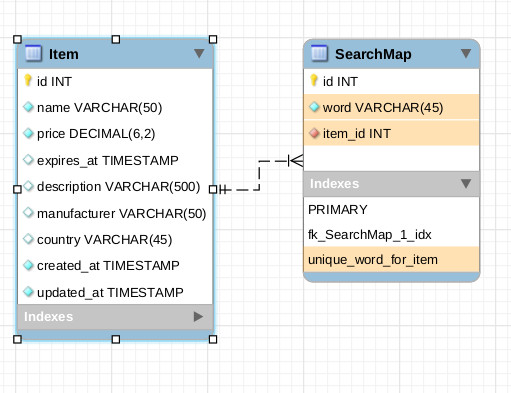 Item
id INT
name VARCHAR(50)
price DECIMAL(6,2)
expires_at TIMESTAMP
description VARCHAR(500)
manufacturer VARCHAR(50)
country VARCHAR(45)
created_at TIMESTAMP
updated_at TIMESTAMP
Indexes
SearchMap
id INT
word VARCHAR(45)
item_id INT
Indexes
PRIMARY
fk_SearchMap_1_idx
unique_word_for_item